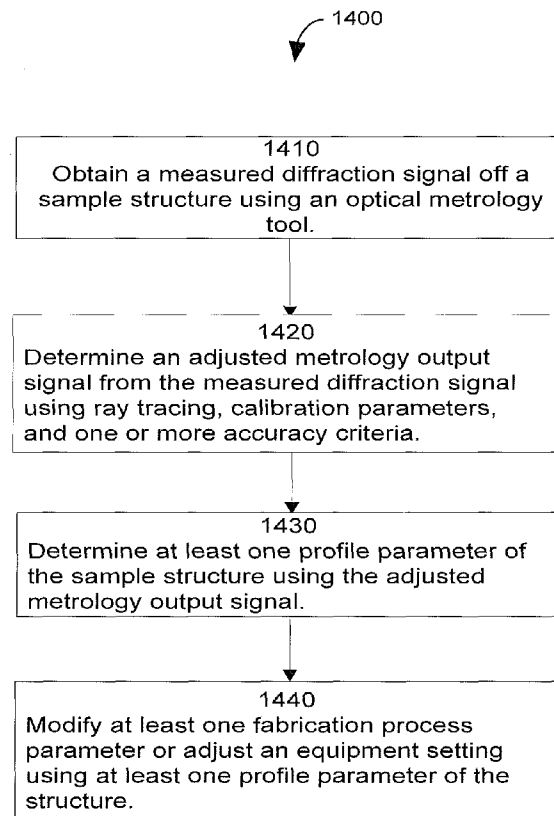 1400
1410
Obtain a measured diffraction signal off a
sample structure using an optical metrology
tool.
1420
Determine an adjusted metrology output
signal from the measured diffraction signal
using ray tracing, calibration parameters,
and one or more accuracy criteria.
1430
Determine at least one profile parameter of
the sample structure using the adjusted
metrology output signal.
1440
Modify at least one fabrication process
parameter or adjust an equipment setting
using at least one profile parameter of the
structure.